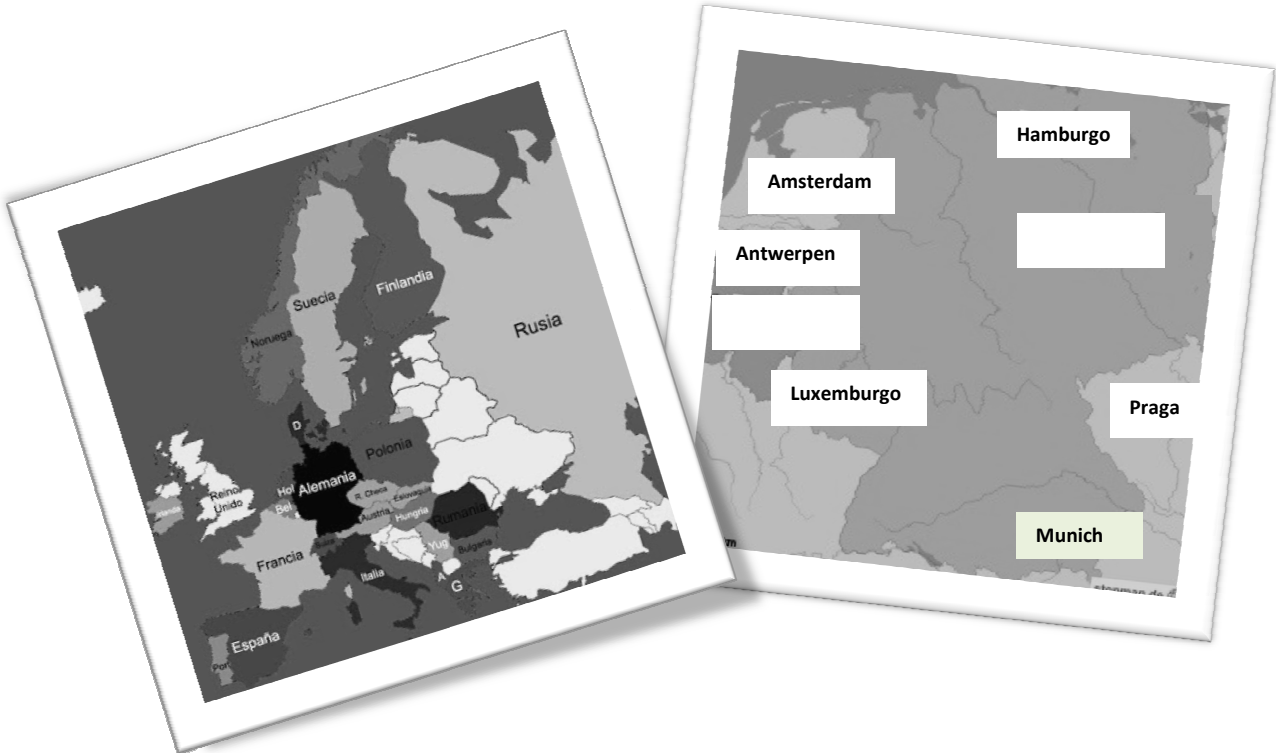 Finlandia
Suecia
Rusia
Noruega
D
Polonia
Alemania
Hol
Bel
Reino
Unido
R. Checa
Eslovaquia
Austria
Hungria
Rumania
Francia
Yug
Bulgaria
Italia
A
G
España
Por
Hamburgo
Amsterdam
Antwerpen
Luxemburgo
Praga
Munich